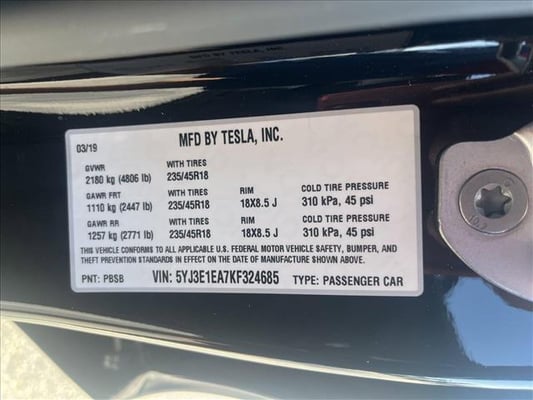 MFD BY TESLA, INC.
03/19 MFD BY TESLA, INC.
GVWR WITH TIRES
2180 kg (4806 lb) 235/45R18
GAWR FRT WITH TIRES RIM COLD TIRE PRESSURE
1110 kg (2447 lb) 235/45R18 18X8.5 J 310 kPa, 45 psi
GAWR RR WITH TIRES RIM COLD TIRE PRESSURE
1257 kg (2771 lb) 235/45R18 18X8.5 J 310 kPa, 45 psi
THIS VEHICLE CONFORMS TO ALL APPLICABLE U.S. FEDERAL MOTOR VEHICLE SAFETY, BUMPER, AND
THEFT PREVENTION STANDARDS IN EFFECT ON THE DATE OF MANUFACTURE SHOWN ABOVE.
PNT: PBSB VIN: 5YJ3E1EA7KF324685 TYPE: PASSENGER CAR